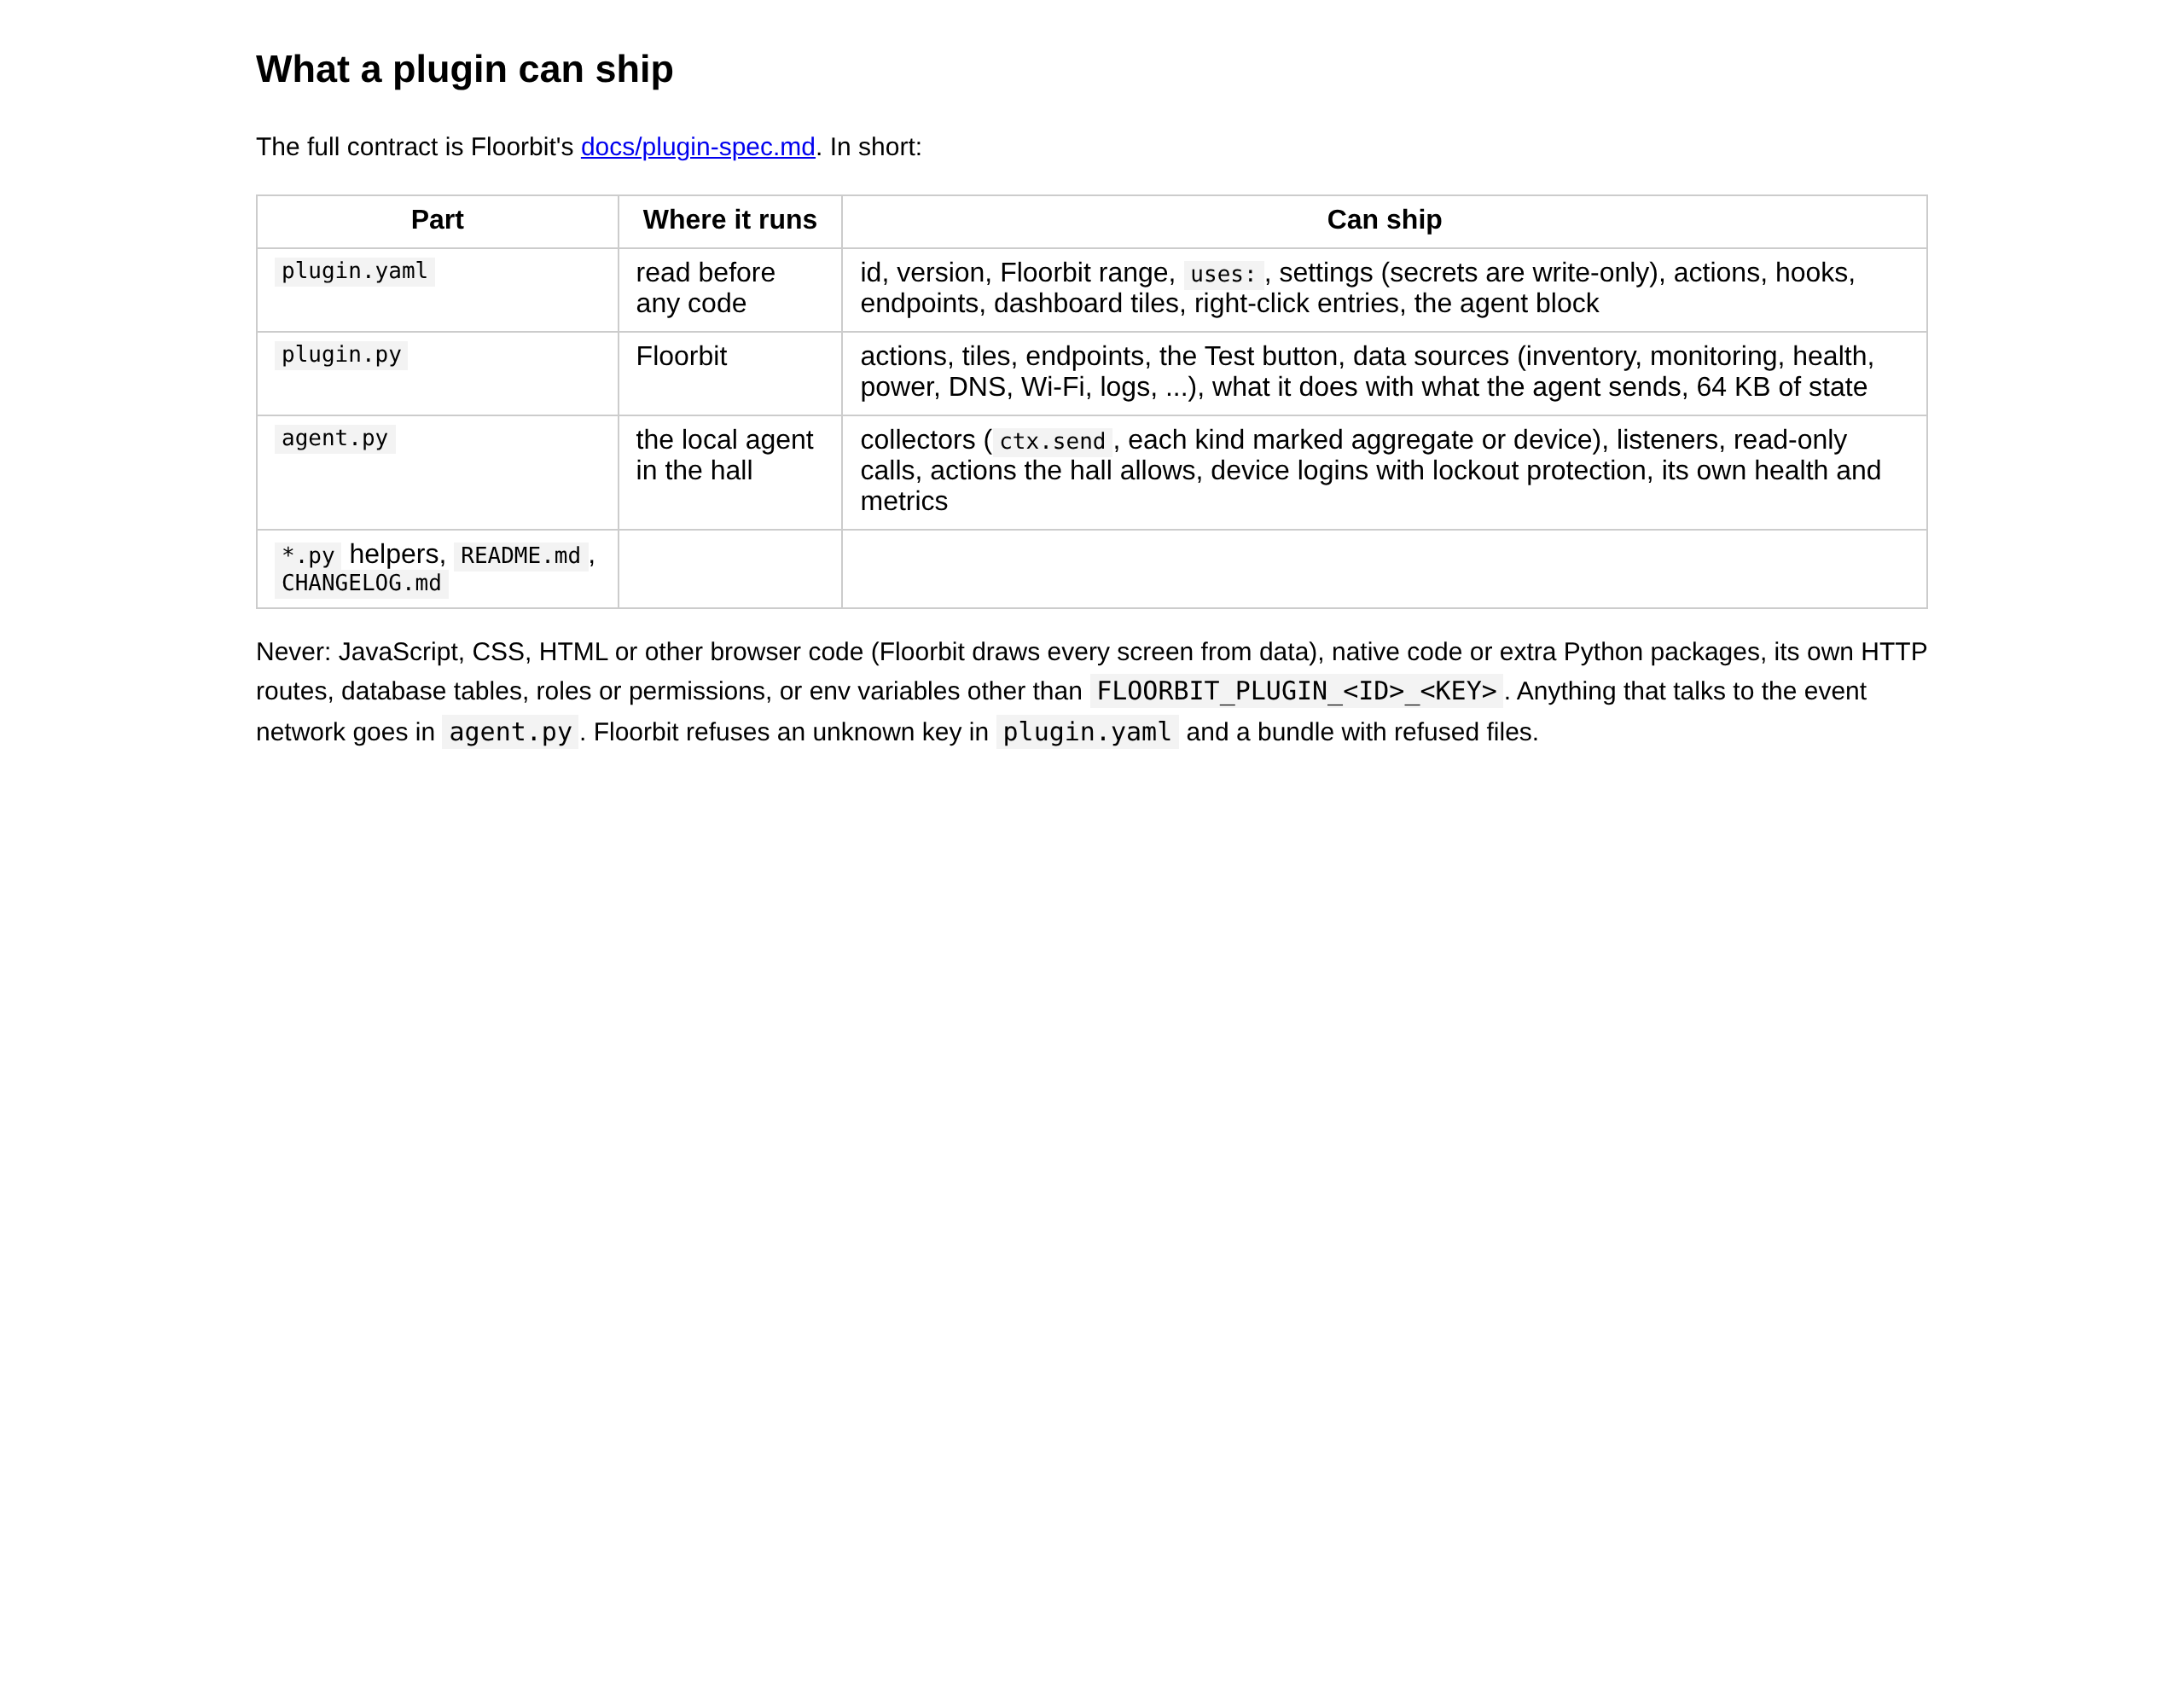 What a plugin can ship
The full contract is Floorbit's docs/plugin-spec.md. In short:
Part Where it runs Can ship
plugin.yaml read before any code id, version, Floorbit range, uses:, settings (secrets are write-only), actions, hooks,
endpoints, dashboard tiles, right-click entries, the agent block
plugin.py Floorbit actions, tiles, endpoints, the Test button, data sources (inventory, monitoring, health,
power, DNS, Wi-Fi, logs, ...), what it does with what the agent sends, 64 KB of state
agent.py the local agent in the hall collectors (ctx.send, each kind marked aggregate or device), listeners, read-only
calls, actions the hall allows, device logins with lockout protection, its own health and
metrics
*.py helpers, README.md,
CHANGELOG.md
Never: JavaScript, CSS, HTML or other browser code (Floorbit draws every screen from data), native code or extra Python packages, its own HTTP
routes, database tables, roles or permissions, or env variables other than FLOORBIT_PLUGIN_<ID>_<KEY>. Anything that talks to the event
network goes in agent.py. Floorbit refuses an unknown key in plugin.yaml and a bundle with refused files.